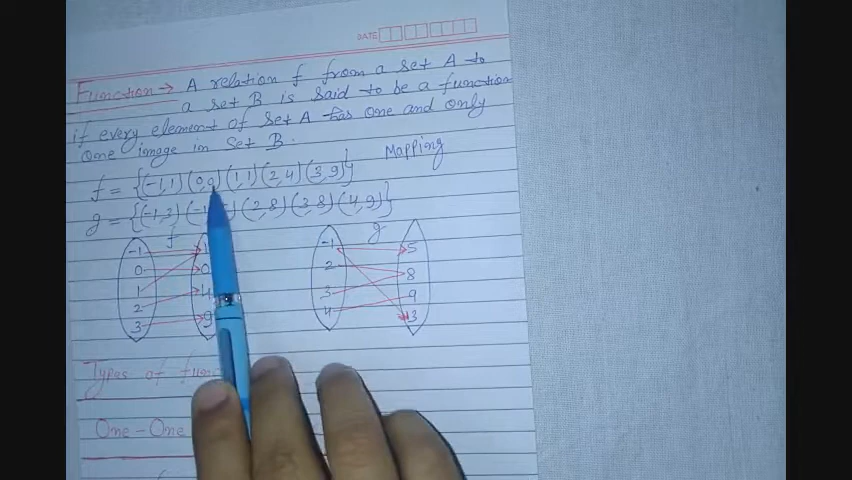 DATE
Function → A relation f from a set A to
a set B is said to be a function
if every element of set A has one and only
one image in set B.
f = {(-1,1)(0,0)(1,1)(2,4)(3,9)} Mapping
g = {(-1,3)(-1, )(2,8)(3,8)(4,9)}
f g
-1 1 -1 5
0 0 2 8
1 4 3 9
2 9 4 3
3
Types of
One-One